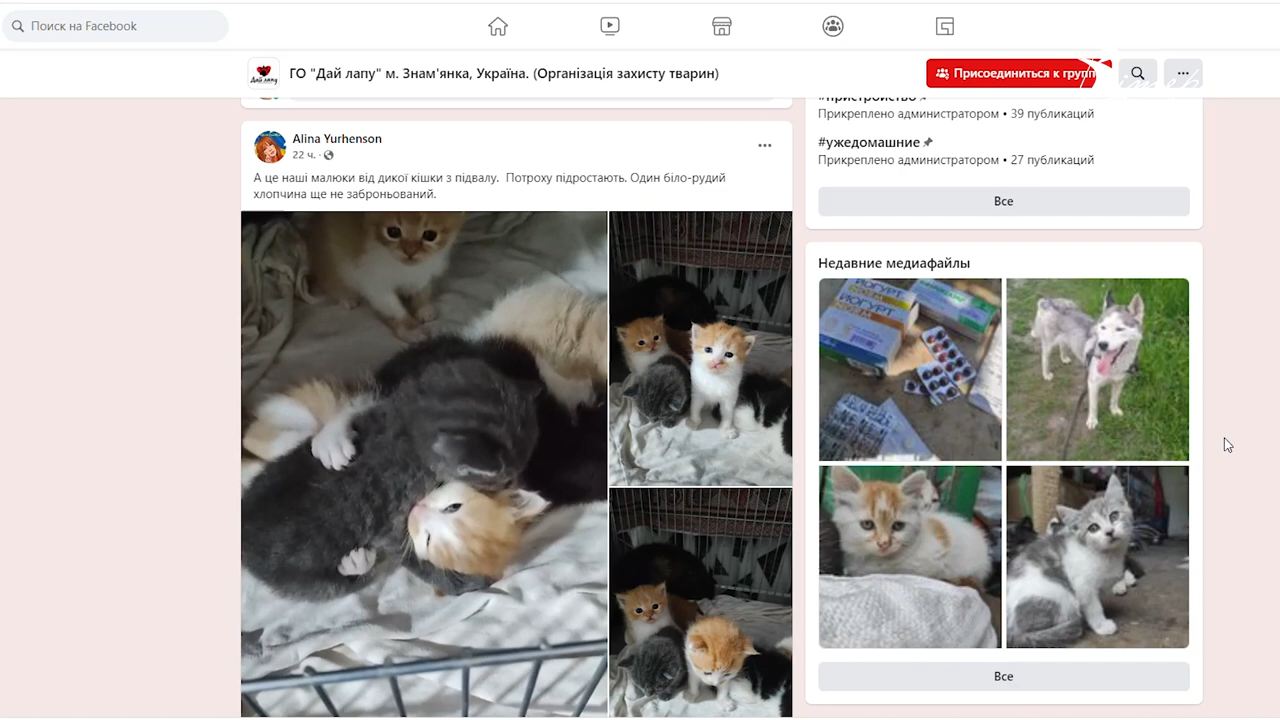 Поиск на Facebook
ГО "Дай лапу" м. Знам'янка, Україна. (Організація захисту тварин)
Присоединиться к групп
#пристройство
Прикреплено администратором • 39 публикаций
Alina Yurhenson
22 ч. ·
#ужедомашние
Прикреплено администратором • 27 публикаций
А це наші малюки від дикої кішки з підвалу. Потроху підростають. Один біло-рудий
хлопчина ще не заброньований.
Все
Недавние медиафайлы
ЙОГУРТ
ЙОГУРТ
Все